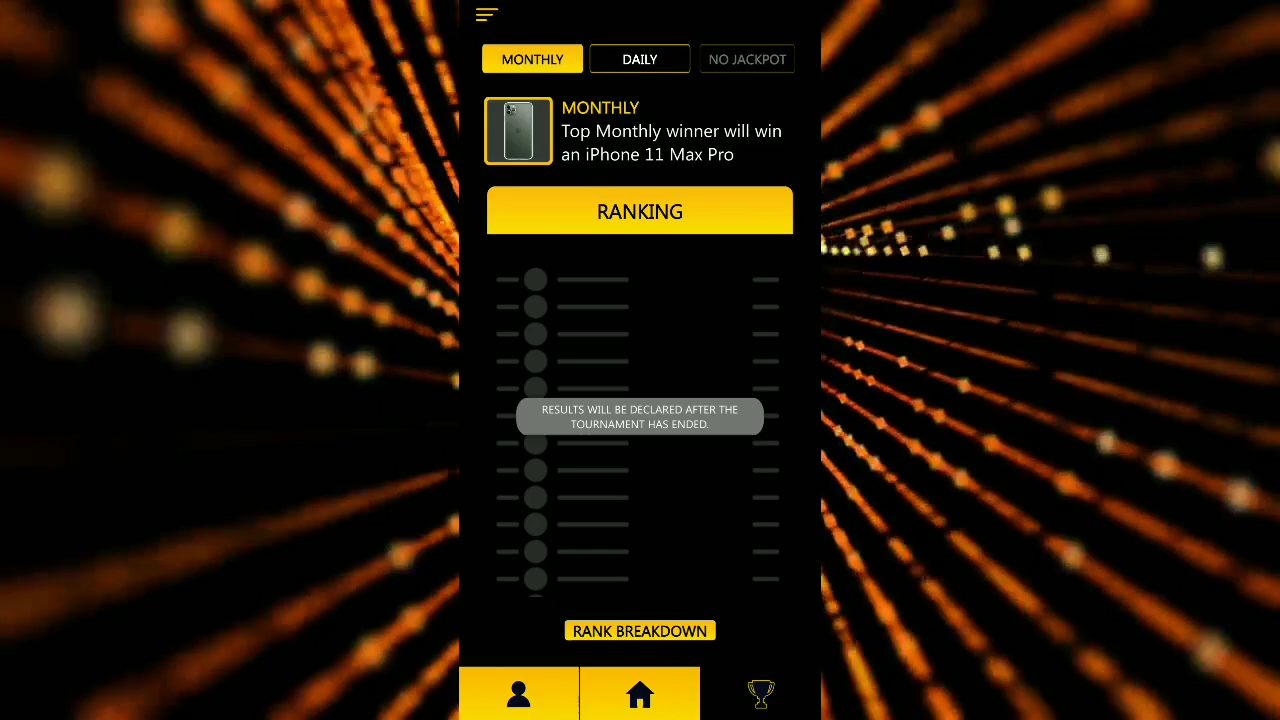 MONTHLY
DAILY
NO JACKPOT
MONTHLY
Top Monthly winner will win
an iPhone 11 Max Pro
RANKING
RESULTS WILL BE DECLARED AFTER THE
TOURNAMENT HAS ENDED.
RANK BREAKDOWN